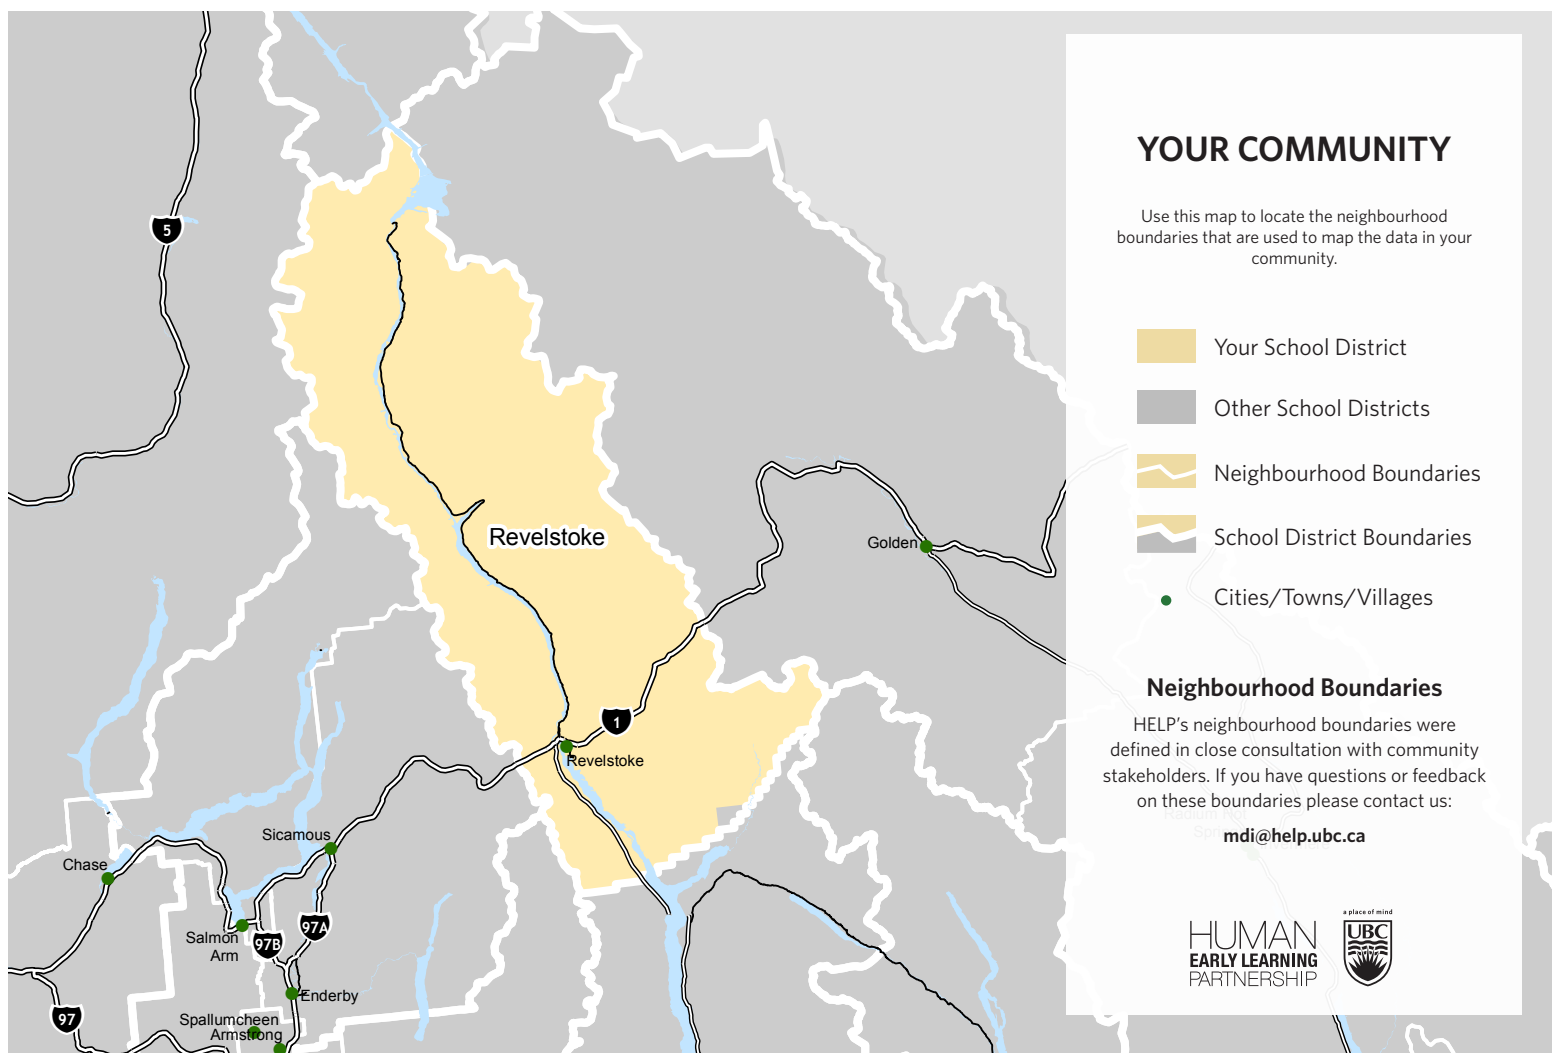 YOUR COMMUNITY
Use this map to locate the neighbourhood
boundaries that are used to map the data in your
community.
Your School District
Other School Districts
Neighbourhood Boundaries
School District Boundaries
Cities/Towns/Villages
Neighbourhood Boundaries
HELP's neighbourhood boundaries were
defined in close consultation with community
stakeholders. If you have questions or feedback
on these boundaries please contact us:
mdi@help.ubc.ca
HUMAN
EARLY LEARNING
PARTNERSHIP
a place of mind
UBC
5
Revelstoke
Golden
1
Revelstoke
Sicamous
Chase
Salmon
Arm
97B
97A
Enderby
97
Spallumcheen
Armstrong
Radium Hot